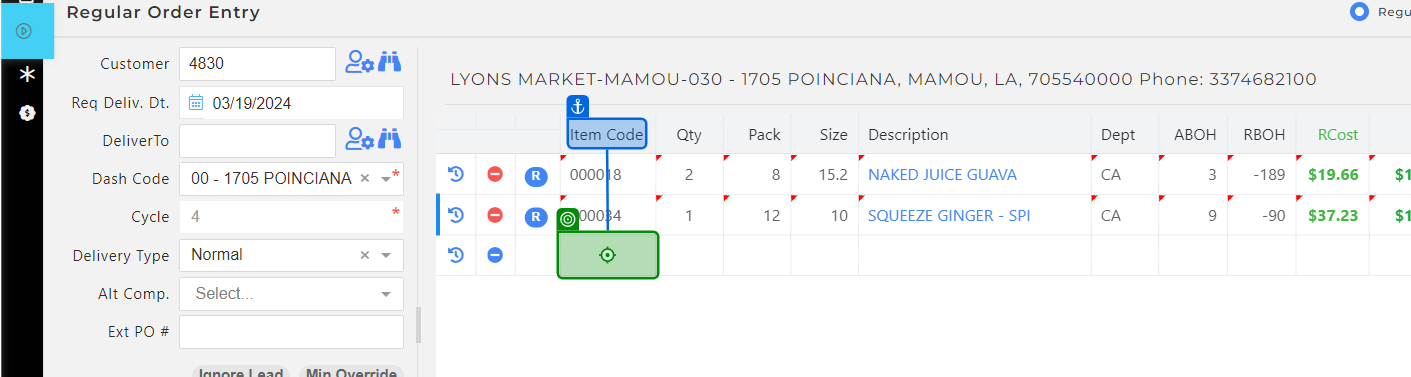 Regular Order Entry
Regu
Customer 4830
Req Deliv. Dt. 03/19/2024
DeliverTo
Dash Code 00 - 1705 POINCIANA × *
Cycle 4 *
Delivery Type Normal ×
Alt Comp. Select...
Ext PO #
Ignore Lead Min Override
LYONS MARKET-MAMOU-030 - 1705 POINCIANA, MAMOU, LA, 705540000 Phone: 3374682100
Item Code Qty Pack Size Description Dept ABOH RBOH RCost
R 000018 2 8 15.2 NAKED JUICE GUAVA CA 3 -189 $19.66 $1
R 00034 1 12 10 SQUEEZE GINGER - SPI CA 9 -90 $37.23 $1